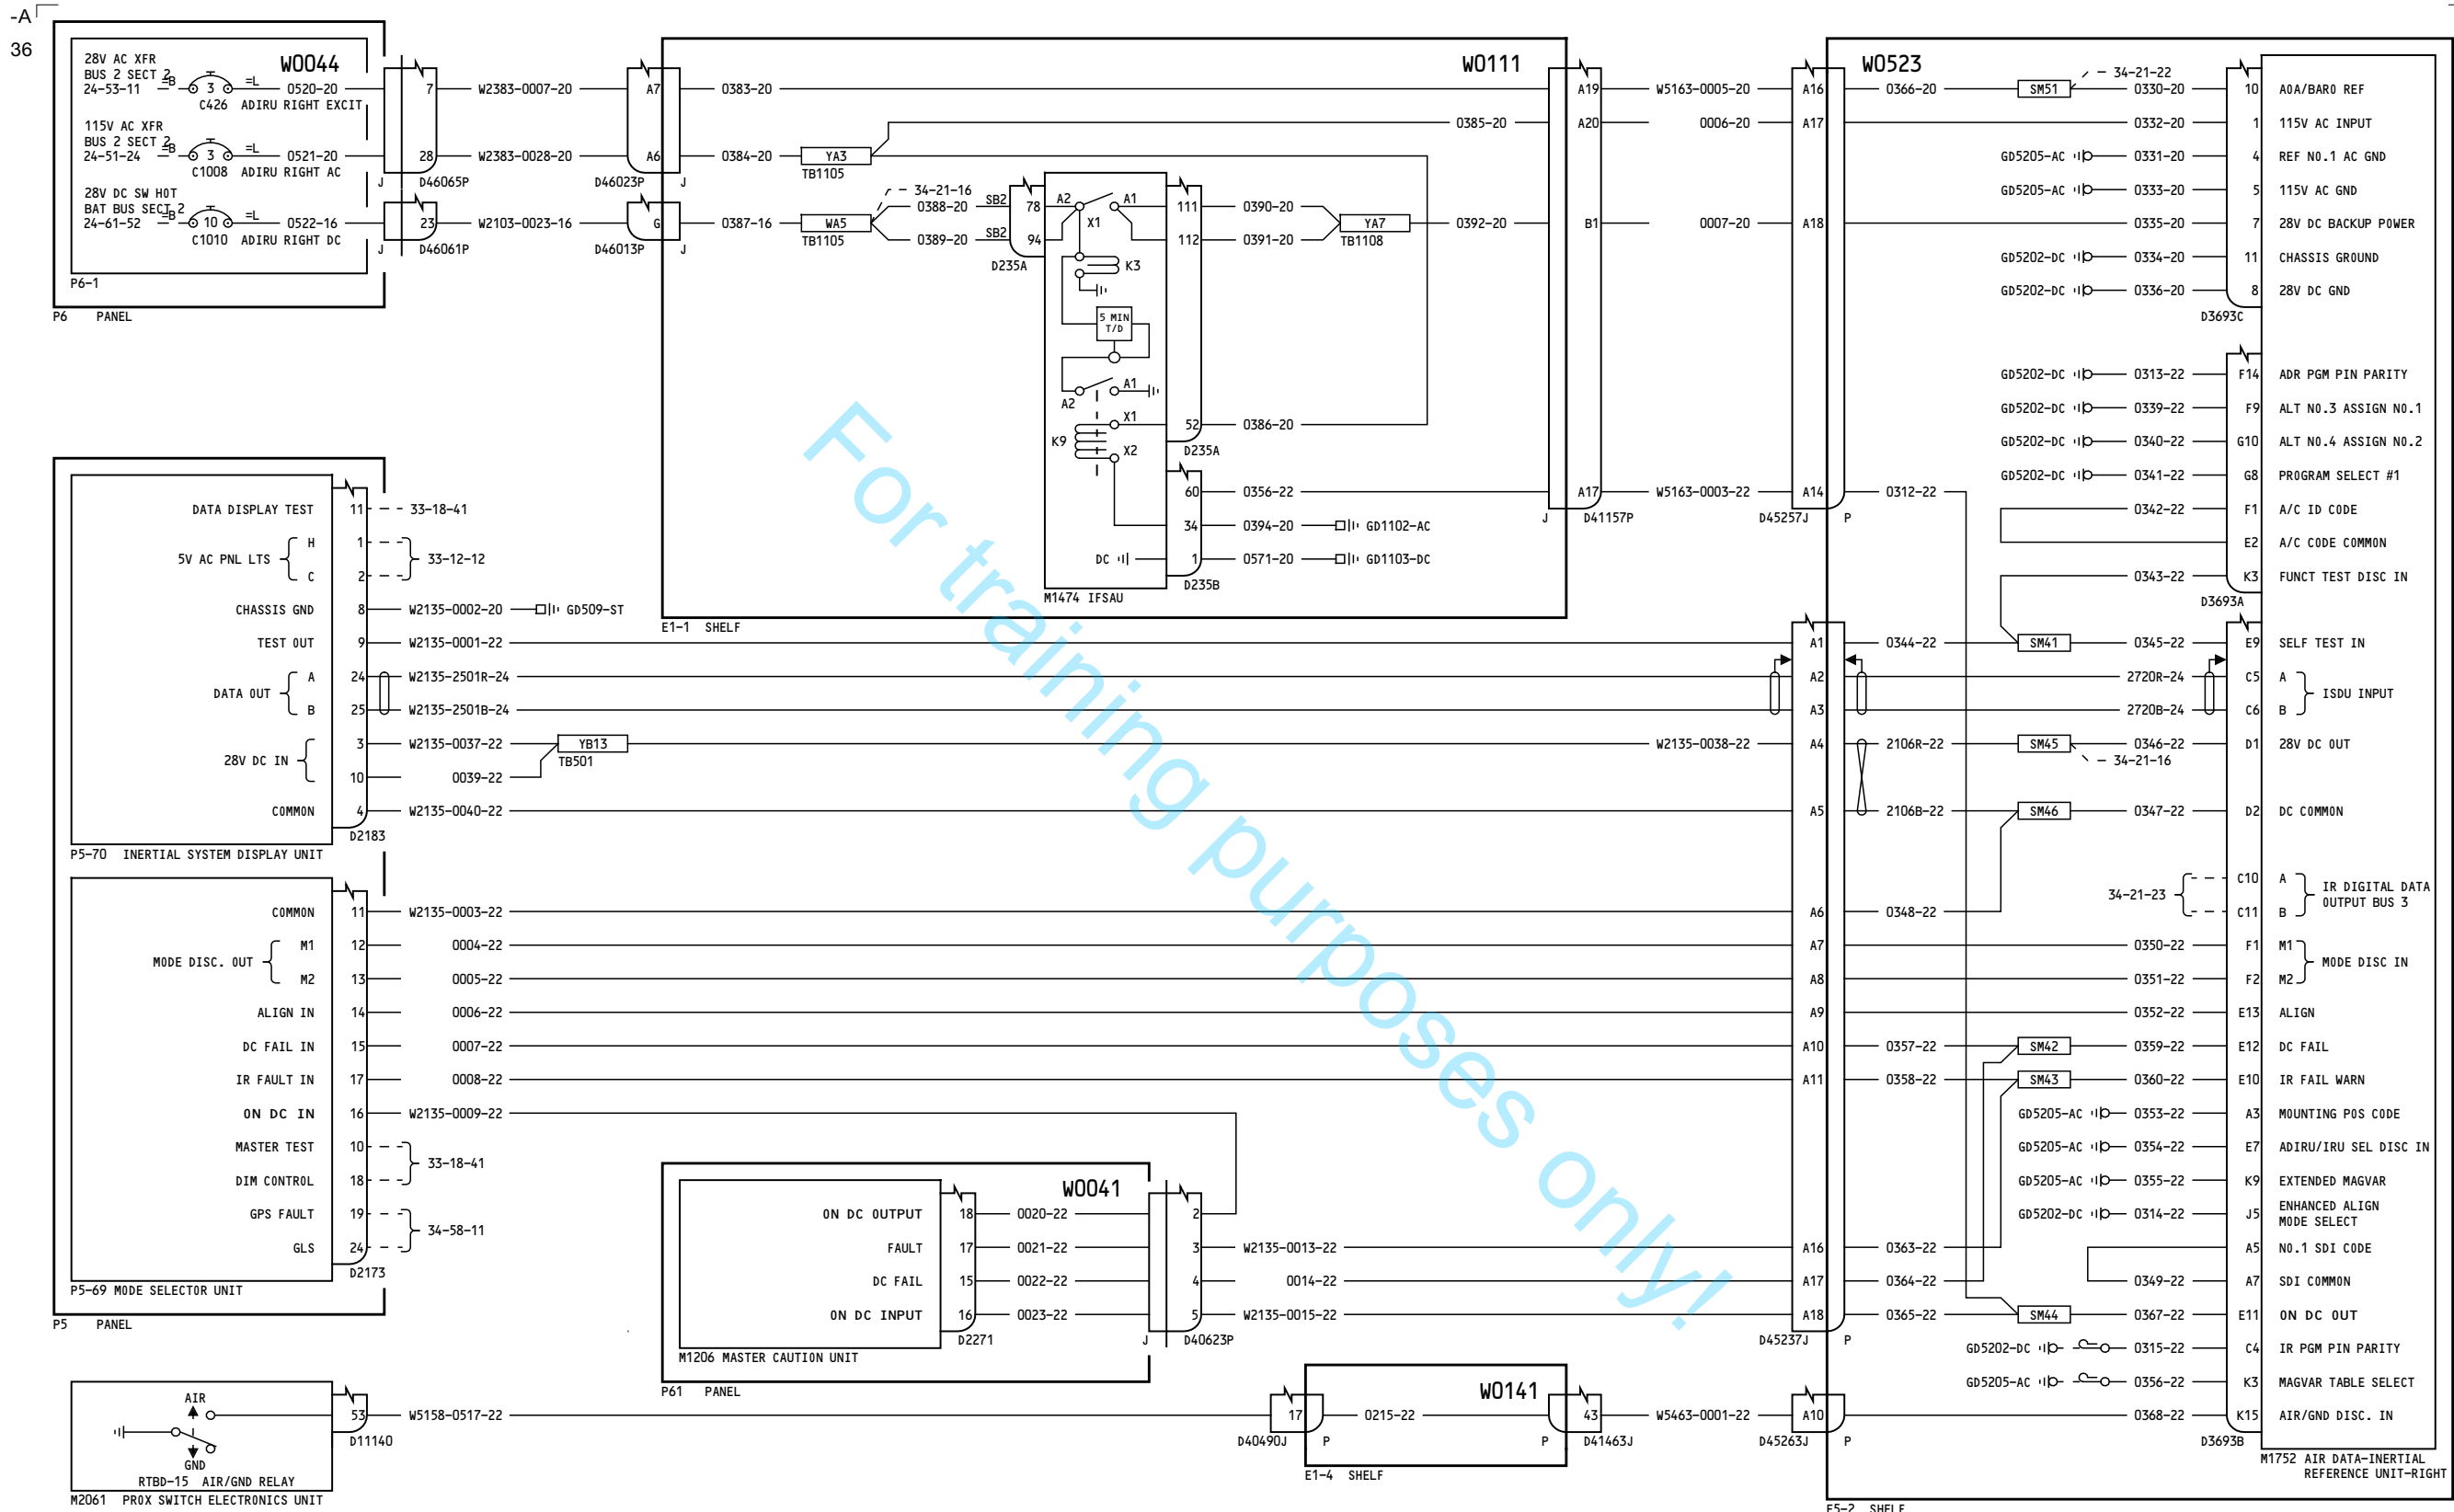 -A
36
W0044
28V AC XFR
BUS 2 SECT 2
24-53-11
=B
3
=L
0520-20
C426 ADIRU RIGHT EXCIT
115V AC XFR
BUS 2 SECT 2
24-51-24
=B
3
=L
0521-20
C1008 ADIRU RIGHT AC
28V DC SW HOT
BAT BUS SECT 2
24-61-52
=B
10
=L
0522-16
C1010 ADIRU RIGHT DC
P6-1
P6 PANEL
7 W2383-0007-20 A7
28 W2383-0028-20 A6
J D46065P D46023P J
23 W2103-0023-16 G
J D46061P D46013P J
W0111
0383-20 A19
0385-20 A20
0384-20 YA3
TB1105
0387-16 WA5
TB1105
34-21-16
0388-20 SB2 78
0389-20 SB2 94
D235A
A2 A1
X1
K3
5 MIN
T/D
A1
A2
X1
K9
X2
DC
111 0390-20
112 0391-20
YA7
TB1108
0392-20 B1
52 0386-20
D235A
60 0356-22 A17
34 0394-20 GD1102-AC
1 0571-20 GD1103-DC
D235B
M1474 IFSAU
E1-1 SHELF
J D41157P
W5163-0005-20 A16
0006-20 A17
0007-20 A18
W5163-0003-22 A14
D45257J P
W0523
0366-20 SM51 34-21-22
0330-20 10 AOA/BARO REF
0332-20 1 115V AC INPUT
GD5205-AC 0331-20 4 REF NO.1 AC GND
GD5205-AC 0333-20 5 115V AC GND
0335-20 7 28V DC BACKUP POWER
GD5202-DC 0334-20 11 CHASSIS GROUND
GD5202-DC 0336-20 8 28V DC GND
D3693C
GD5202-DC 0313-22 F14 ADR PGM PIN PARITY
GD5202-DC 0339-22 F9 ALT NO.3 ASSIGN NO.1
GD5202-DC 0340-22 G10 ALT NO.4 ASSIGN NO.2
GD5202-DC 0341-22 G8 PROGRAM SELECT #1
0312-22
0342-22 F1 A/C ID CODE
E2 A/C CODE COMMON
0343-22 K3 FUNCT TEST DISC IN
D3693A
DATA DISPLAY TEST 11 33-18-41
5V AC PNL LTS H 1
C 2
33-12-12
CHASSIS GND 8 W2135-0002-20 GD509-ST
TEST OUT 9 W2135-0001-22 A1 0344-22 SM41 0345-22 E9 SELF TEST IN
DATA OUT A 24 W2135-2501R-24 A2 2720R-24 C5 A
B 25 W2135-2501B-24 A3 2720B-24 C6 B
ISDU INPUT
28V DC IN 3 W2135-0037-22 YB13 W2135-0038-22 A4 2106R-22 SM45 0346-22 D1 28V DC OUT
TB501
34-21-16
10 0039-22
COMMON 4 W2135-0040-22 A5 2106B-22 SM46 0347-22 D2 DC COMMON
D2183
P5-70 INERTIAL SYSTEM DISPLAY UNIT
34-21-23
C10 A
C11 B
IR DIGITAL DATA
OUTPUT BUS 3
COMMON 11 W2135-0003-22 A6 0348-22
MODE DISC. OUT M1 12 0004-22 A7 0350-22 F1 M1
M2 13 0005-22 A8 0351-22 F2 M2
MODE DISC IN
ALIGN IN 14 0006-22 A9 0352-22 E13 ALIGN
DC FAIL IN 15 0007-22 A10 0357-22 SM42 0359-22 E12 DC FAIL
IR FAULT IN 17 0008-22 A11 0358-22 SM43 0360-22 E10 IR FAIL WARN
ON DC IN 16 W2135-0009-22
GD5205-AC 0353-22 A3 MOUNTING POS CODE
MASTER TEST 10
DIM CONTROL 18
33-18-41
GD5205-AC 0354-22 E7 ADIRU/IRU SEL DISC IN
GD5205-AC 0355-22 K9 EXTENDED MAGVAR
GPS FAULT 19
GLS 24
34-58-11
D2173
P5-69 MODE SELECTOR UNIT
P5 PANEL
GD5202-DC 0314-22 J5 ENHANCED ALIGN
MODE SELECT
W0041
ON DC OUTPUT 18 0020-22 2
FAULT 17 0021-22 3 W2135-0013-22 A16 0363-22
DC FAIL 15 0022-22 4 0014-22 A17 0364-22
ON DC INPUT 16 0023-22 5 W2135-0015-22 A18 0365-22 SM44 0367-22 E11 ON DC OUT
A5 NO.1 SDI CODE
0349-22 A7 SDI COMMON
D2271 J D40623P D45237J P
M1206 MASTER CAUTION UNIT
P61 PANEL
GD5202-DC 0315-22 C4 IR PGM PIN PARITY
GD5205-AC 0356-22 K3 MAGVAR TABLE SELECT
AIR
GND
RTBD-15 AIR/GND RELAY
M2061 PROX SWITCH ELECTRONICS UNIT
53 W5158-0517-22 17
D11140 D40490J P
W0141
0215-22 43 W5463-0001-22 A10
P D41463J D45263J P
E1-4 SHELF
0368-22 K15 AIR/GND DISC. IN
D3693B
M1752 AIR DATA-INERTIAL
REFERENCE UNIT-RIGHT
E5-2 SHELF
For training purposes only!